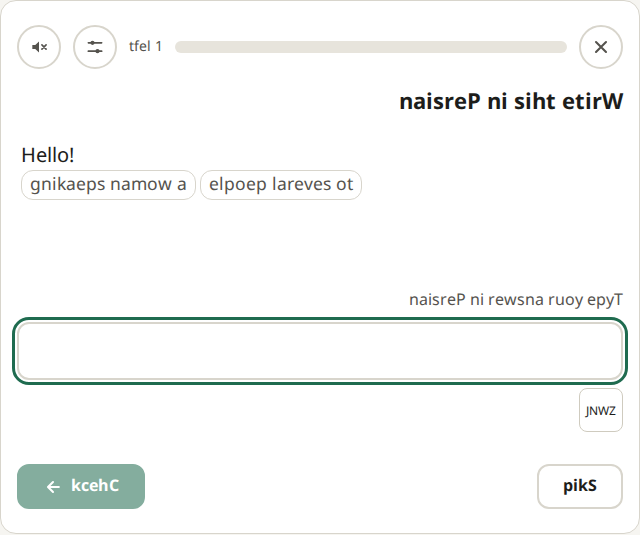 tfel 1
naisreP ni siht etirW
Hello!
gnikaeps namow a elpoep lareves ot
naisreP ni rewsna ruoy epyT
JNWZ
kcehC
pikS